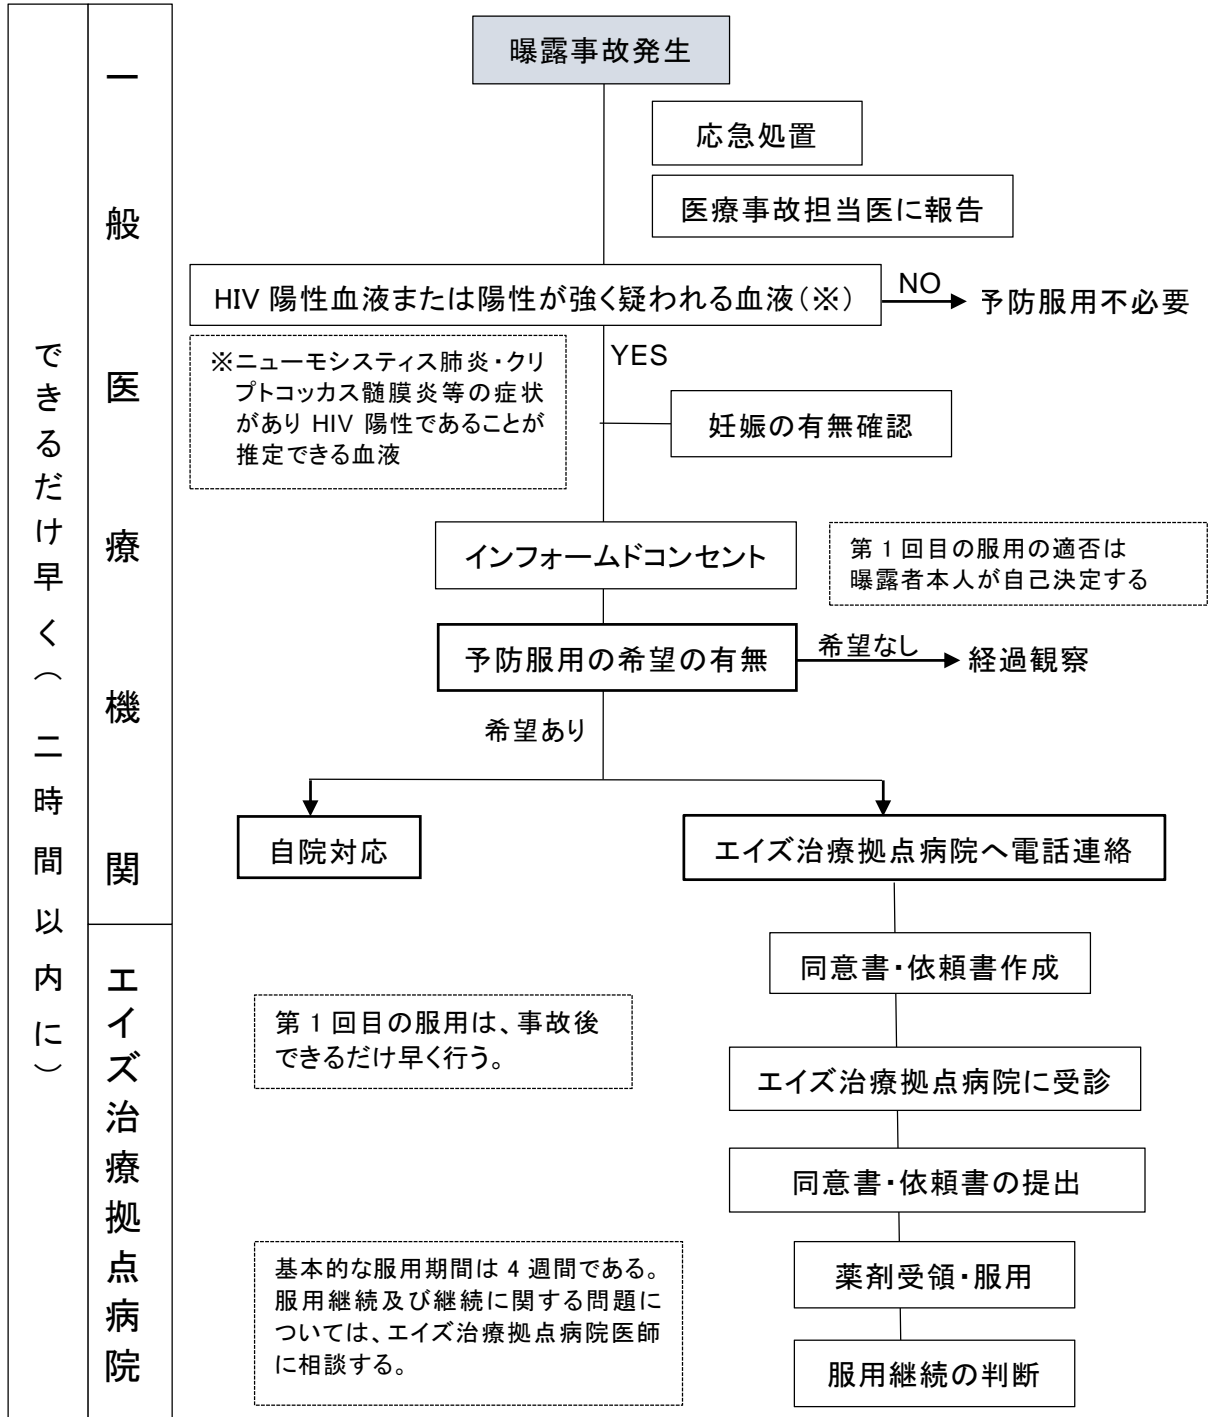 できるだけ早く（二時間以内に）
一般医療機関
エイズ治療拠点病院
曝露事故発生
応急処置
医療事故担当医に報告
HIV 陽性血液または陽性が強く疑われる血液（※）
NO
予防服用不必要
※ニューモシスティス肺炎・クリ
プトコッカス髄膜炎等の症状
があり HIV 陽性であることが
推定できる血液
YES
妊娠の有無確認
インフォームドコンセント
第 1 回目の服用の適否は
曝露者本人が自己決定する
予防服用の希望の有無
希望なし
経過観察
希望あり
自院対応
エイズ治療拠点病院へ電話連絡
同意書・依頼書作成
第 1 回目の服用は、事故後
できるだけ早く行う。
エイズ治療拠点病院に受診
同意書・依頼書の提出
基本的な服用期間は 4 週間である。
服用継続及び継続に関する問題に
ついては、エイズ治療拠点病院医師
に相談する。
薬剤受領・服用
服用継続の判断